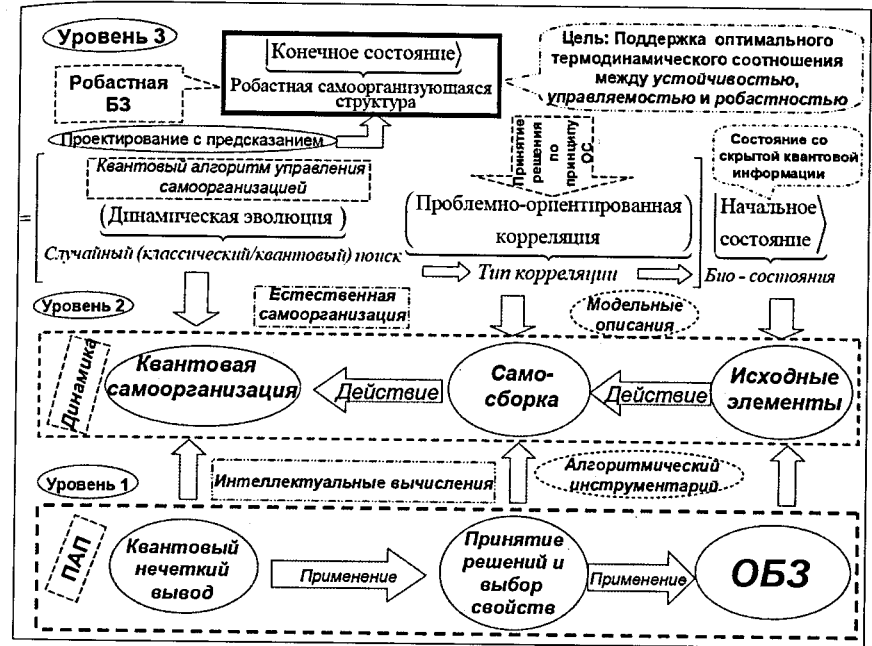 Уровень 3
|Конечное состояние⟩
Робастная самоорганизующаяся
структура
Цель: Поддержка оптимального
термодинамического соотношения
между устойчивостью,
управляемостью и робастностью
Робастная
БЗ
Проектирование с предсказанием
Принятие
решения
по
принципу
ОС
Состояние со
скрытой квантовой
информации
Квантовый алгоритм управления
самоорганизацией
=
(Динамическая эволюция)
Случайный (классический/квантовый) поиск
(Проблемно-ориентированная
корреляция)
Тип корреляции
|Начальное
состояние⟩
Био - состояния
Уровень 2
Естественная
самоорганизация
Модельные
описания
Динамика
Квантовая
самоорганизация
Действие
Само-
сборка
Действие
Исходные
элементы
Уровень 1
Интеллектуальные вычисления
Алгоритмический
инструментарий
ПАП
Квантовый
нечеткий
вывод
Применение
Принятие
решений и
выбор
свойств
Применение
ОБЗ